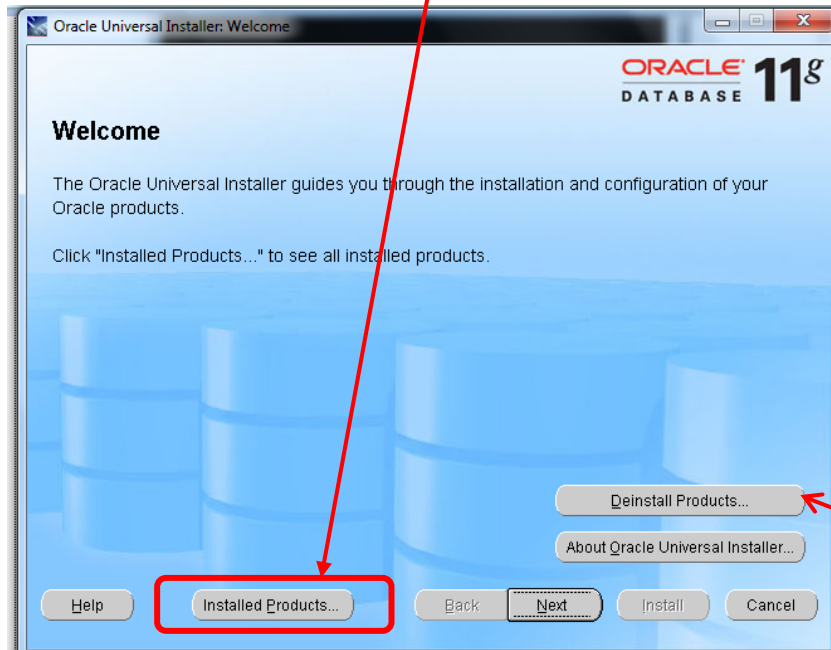 Oracle Universal Installer: Welcome
ORACLE 11g
DATABASE
Welcome
The Oracle Universal Installer guides you through the installation and configuration of your
Oracle products.
Click "Installed Products..." to see all installed products.
Deinstall Products...
About Oracle Universal Installer...
Help Installed Products... Back Next Install Cancel